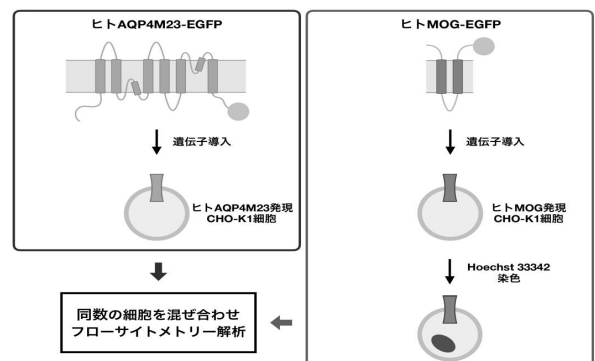 ヒトAQP4M23-EGFP
遺伝子導入
ヒトAQP4M23発現
CHO-K1細胞
ヒトMOG-EGFP
遺伝子導入
ヒトMOG発現
CHO-K1細胞
Hoechst 33342
染色
同数の細胞を混ぜ合わせ
フローサイトメトリー解析